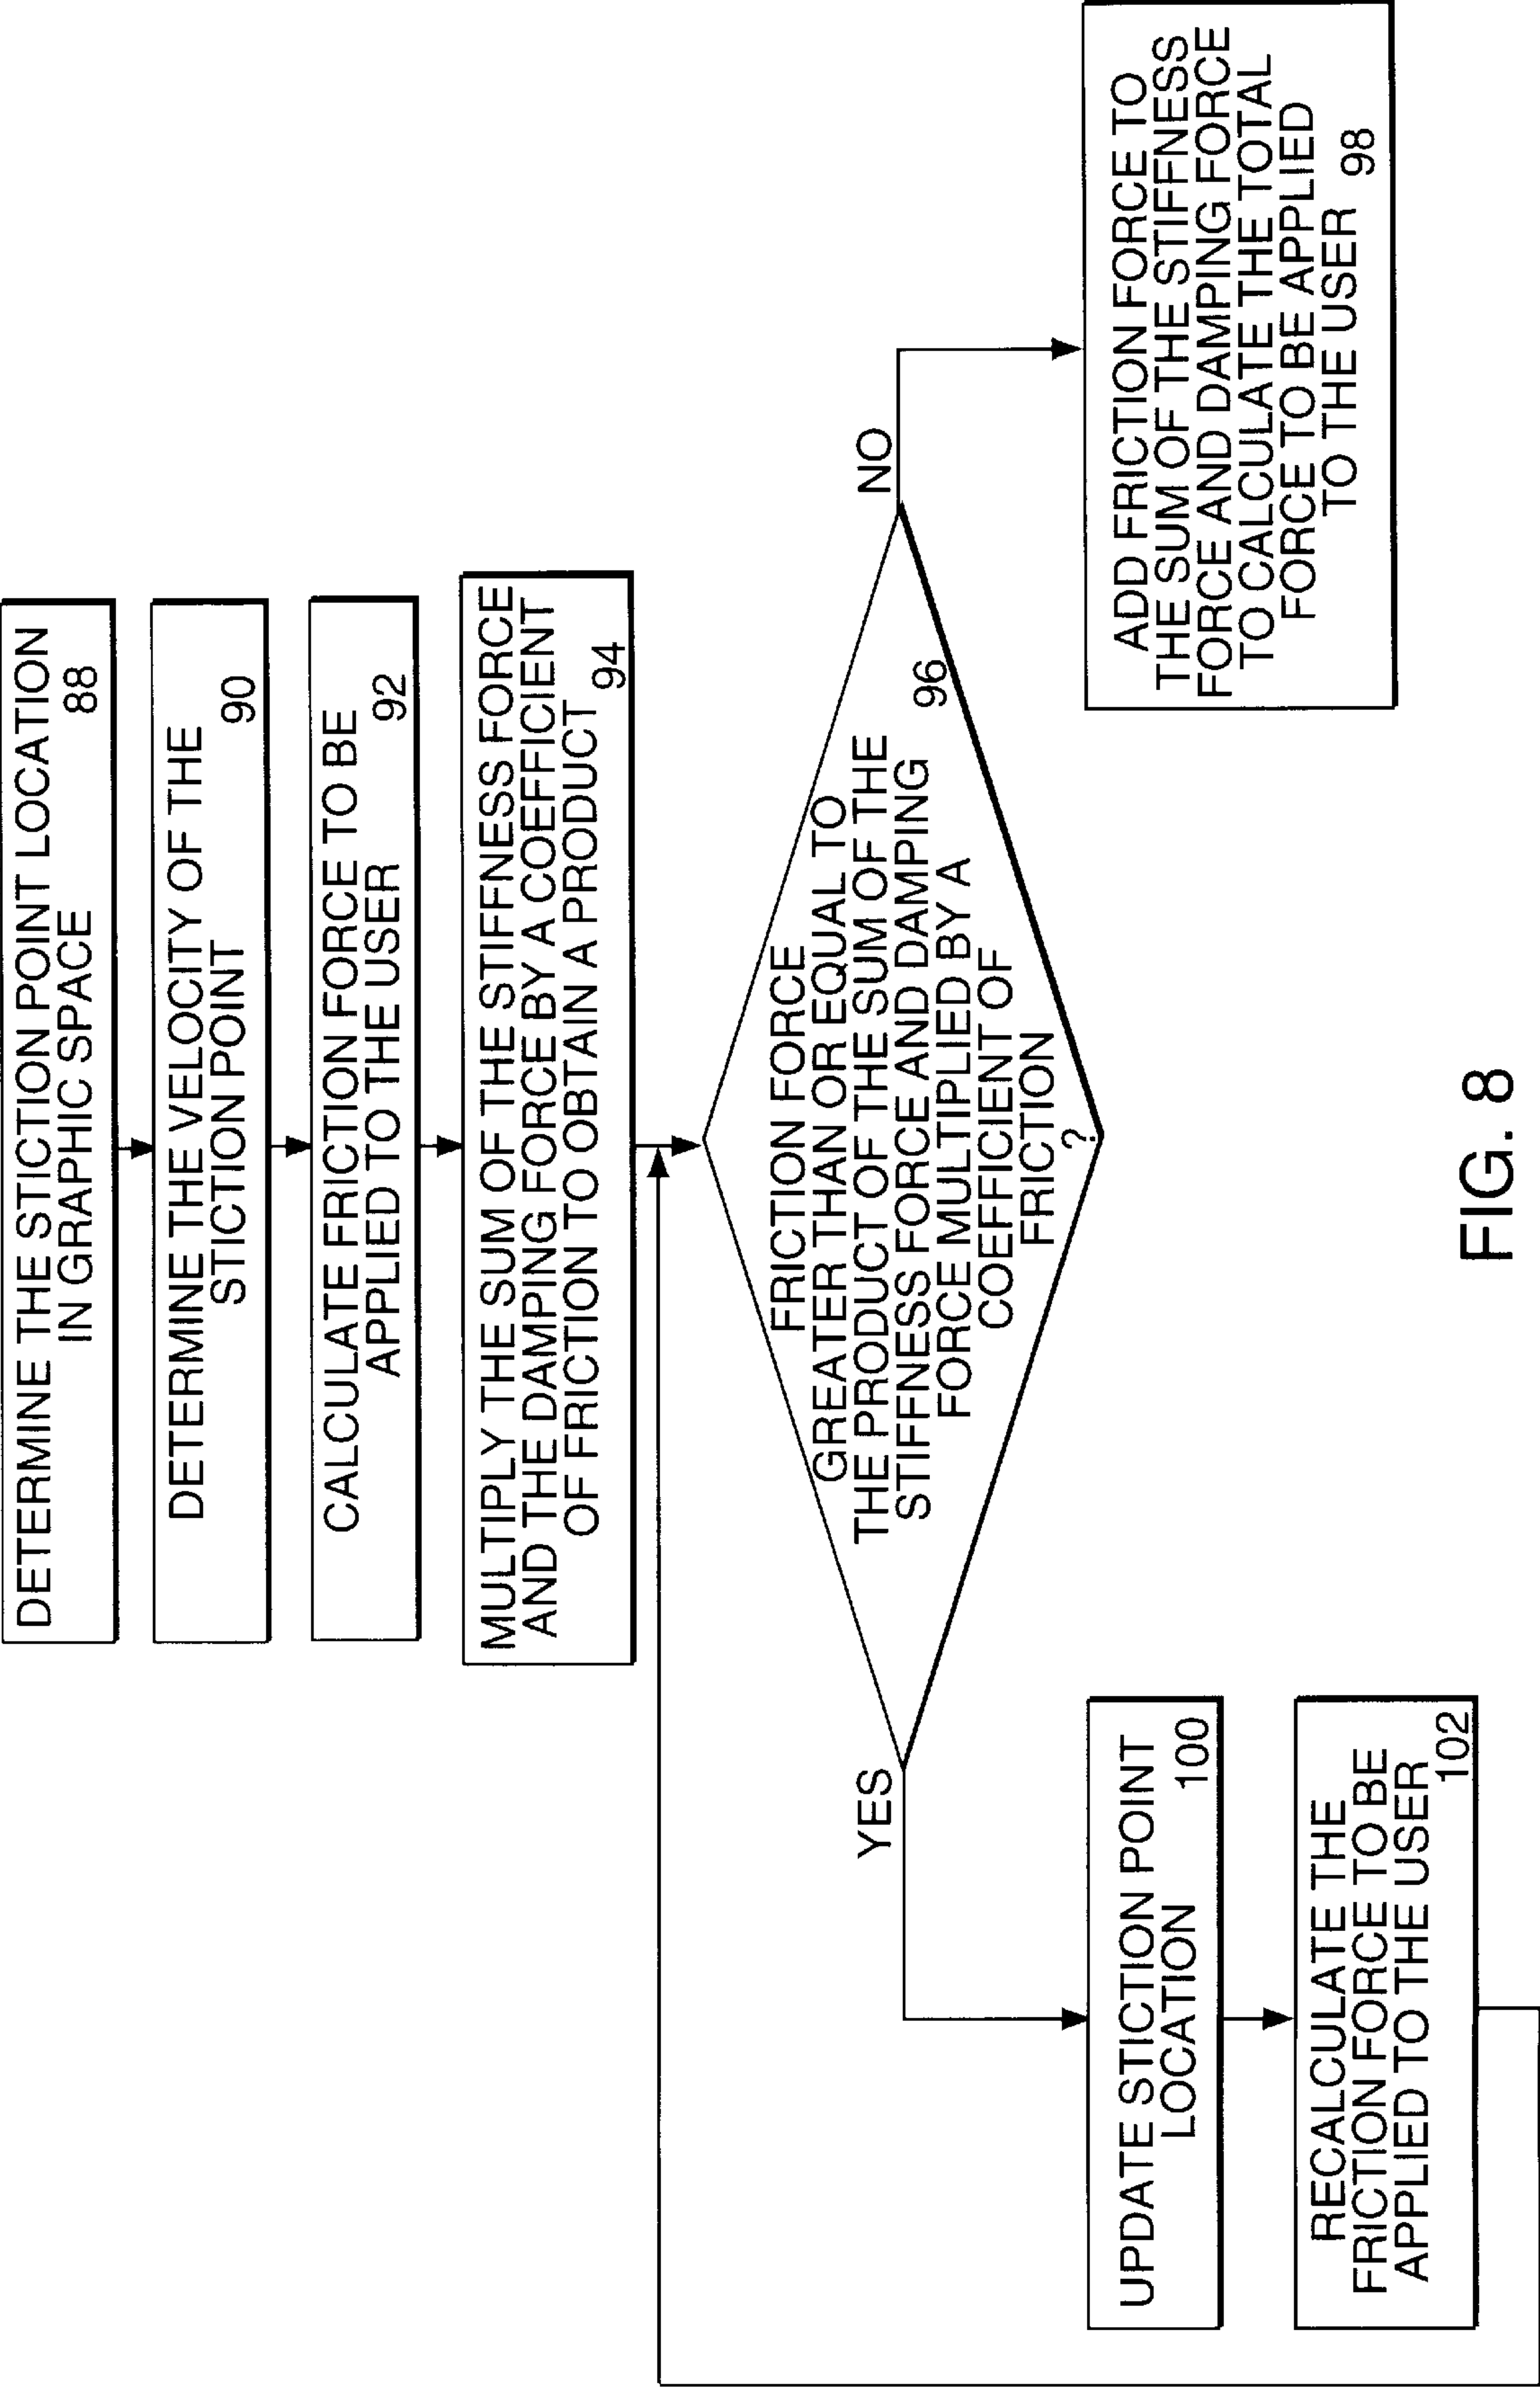 DETERMINE THE STICTION POINT LOCATION
IN GRAPHIC SPACE
88
DETERMINE THE VELOCITY OF THE
STICTION POINT
90
CALCULATE FRICTION FORCE TO BE
APPLIED TO THE USER
92
MULTIPLY THE SUM OF THE STIFFNESS FORCE
AND THE DAMPING FORCE BY A COEFFICIENT
OF FRICTION TO OBTAIN A PRODUCT
94
FRICTION FORCE
GREATER THAN OR EQUAL TO
THE PRODUCT OF THE SUM OF THE
STIFFNESS FORCE AND DAMPING
FORCE MULTIPLIED BY A
COEFFICIENT OF
FRICTION
?
96
YES
NO
UPDATE STICTION POINT
LOCATION
100
RECALCULATE THE
FRICTION FORCE TO BE
APPLIED TO THE USER
102
ADD FRICTION FORCE TO
THE SUM OF THE STIFFNESS
FORCE AND DAMPING FORCE
TO CALCULATE THE TOTAL
FORCE TO BE APPLIED
TO THE USER
98
FIG. 8